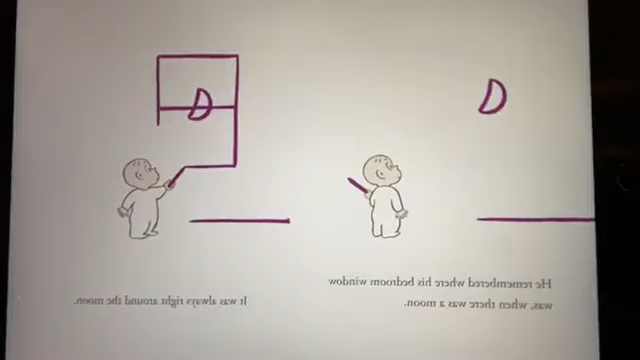 He remembered where his bedroom window
was, when there was a moon.
It was always right around the moon.